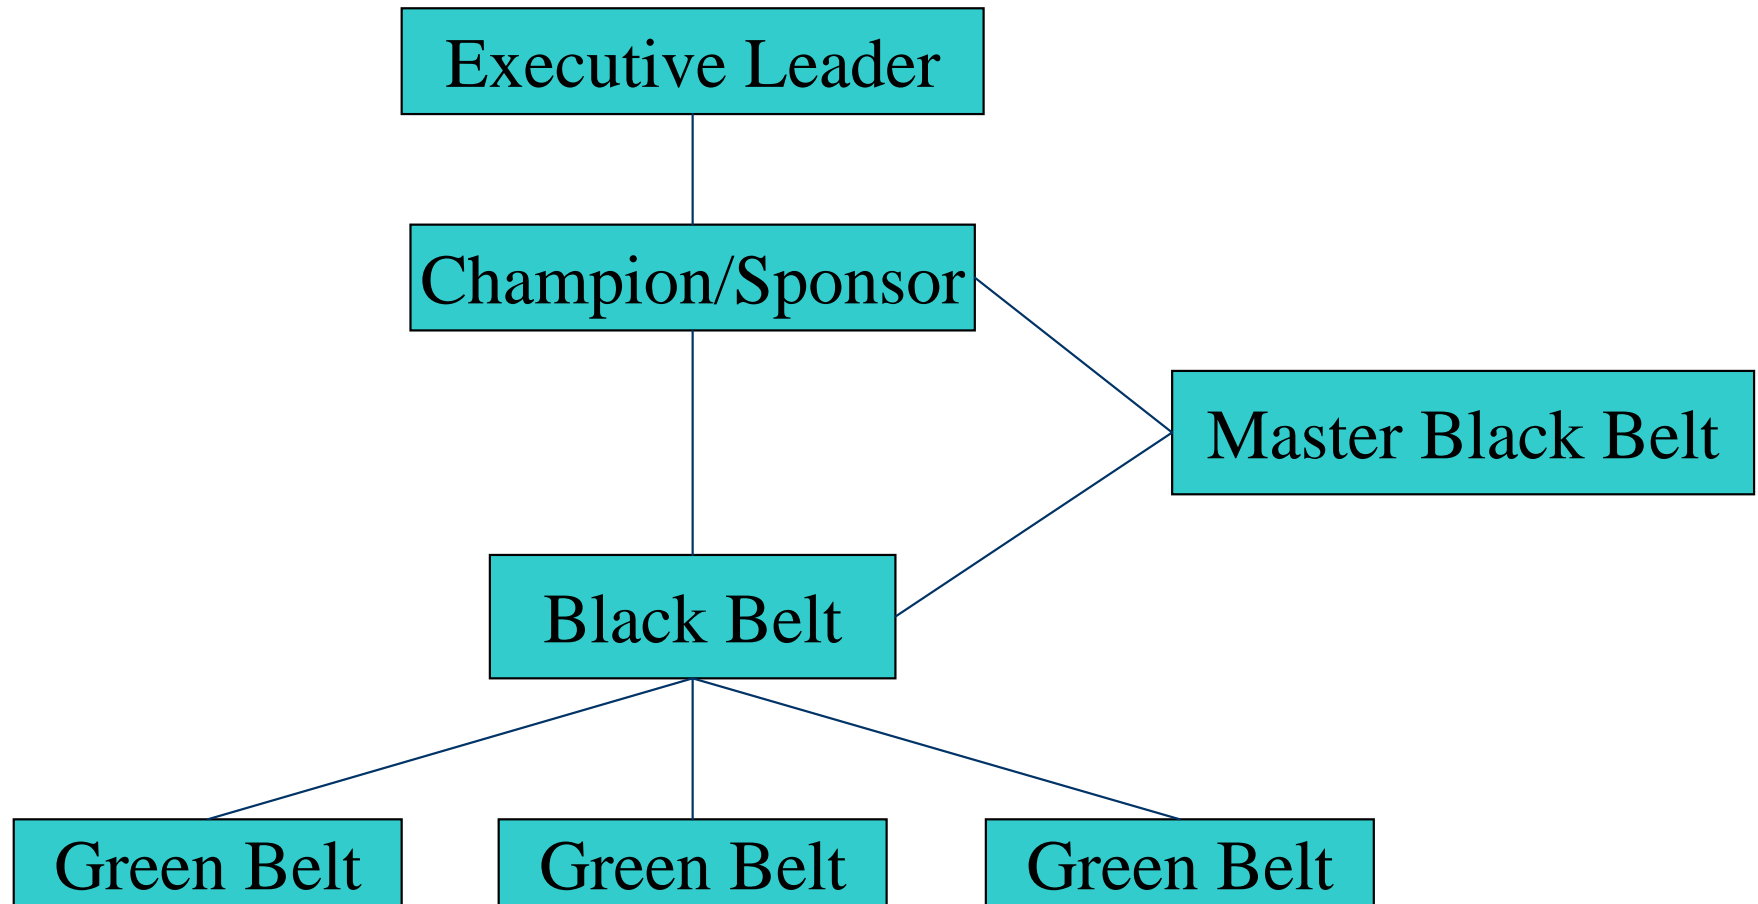 Executive Leader
Champion/Sponsor
Master Black Belt
Black Belt
Green Belt
Green Belt
Green Belt